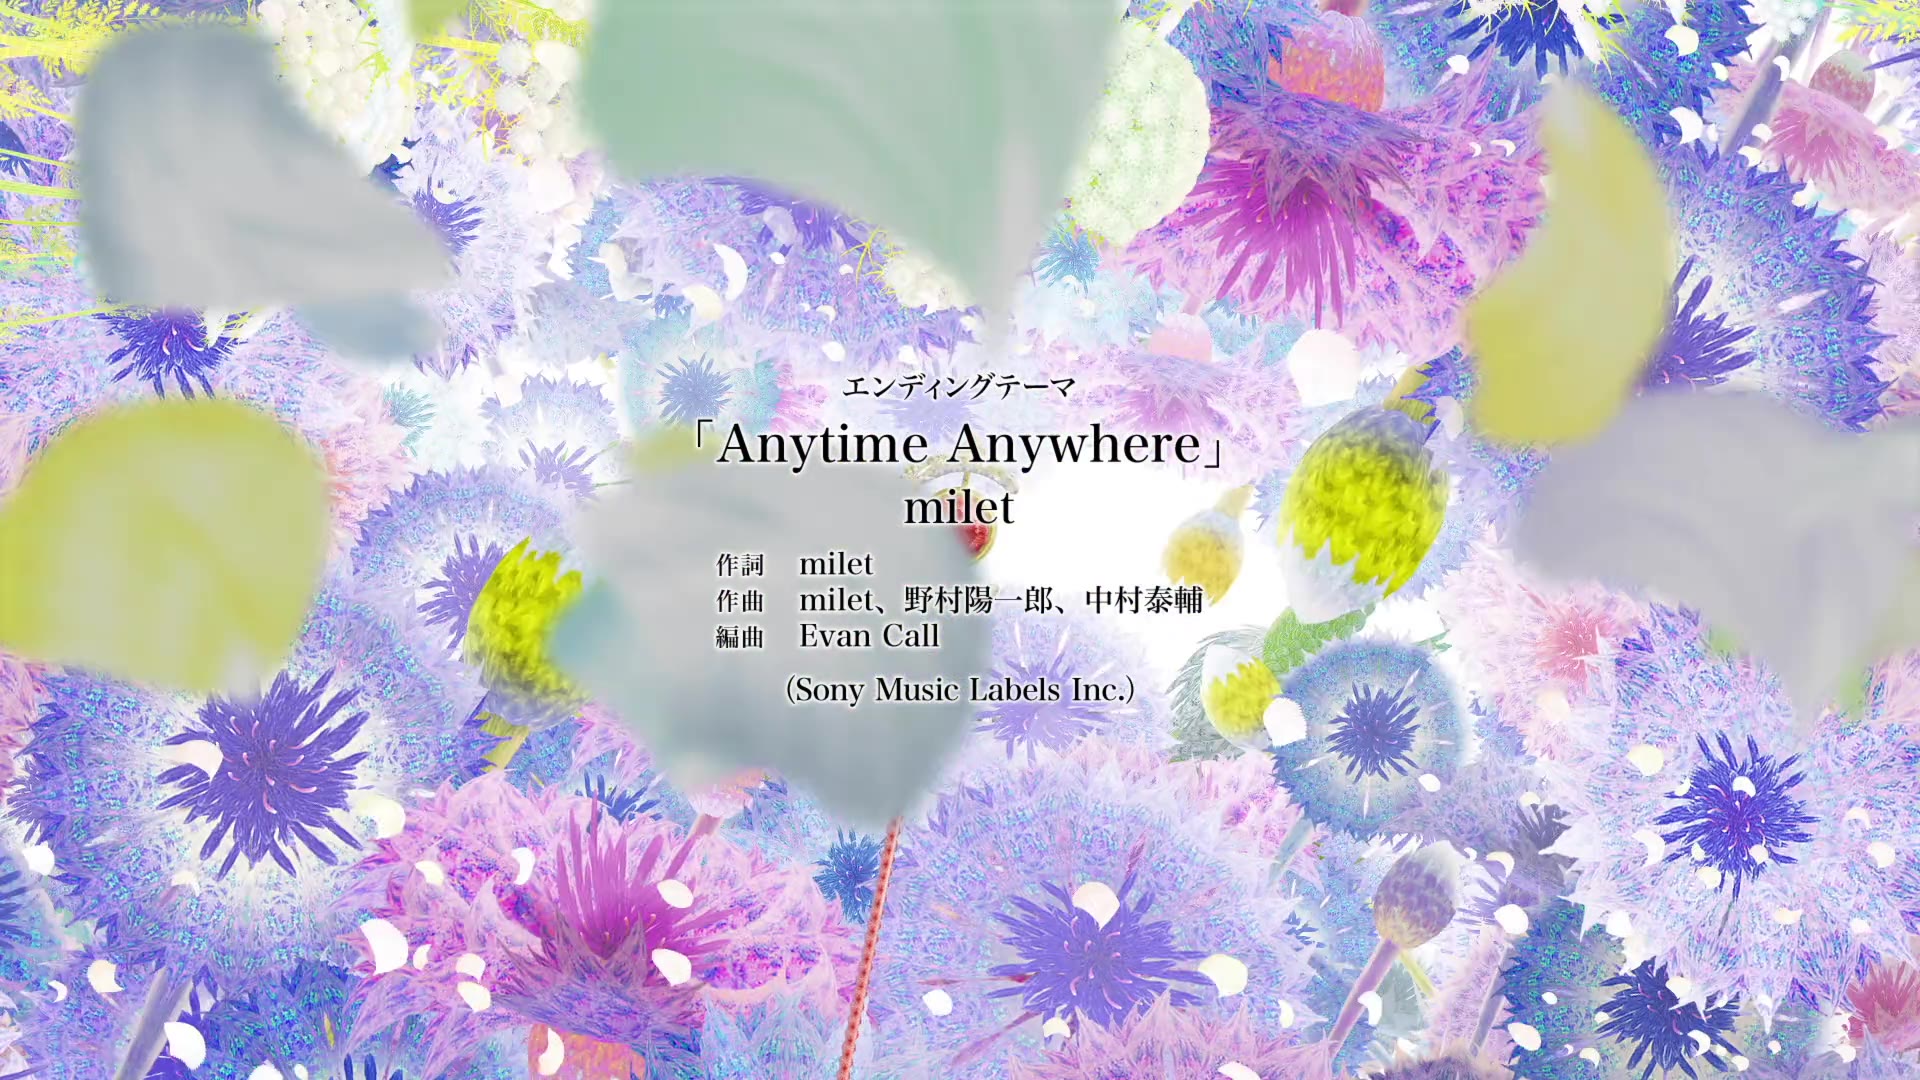 エンディングテーマ
「Anytime Anywhere」
milet
作詞 milet
作曲 milet、野村陽一郎、中村泰輔
編曲 Evan Call
(Sony Music Labels Inc.)